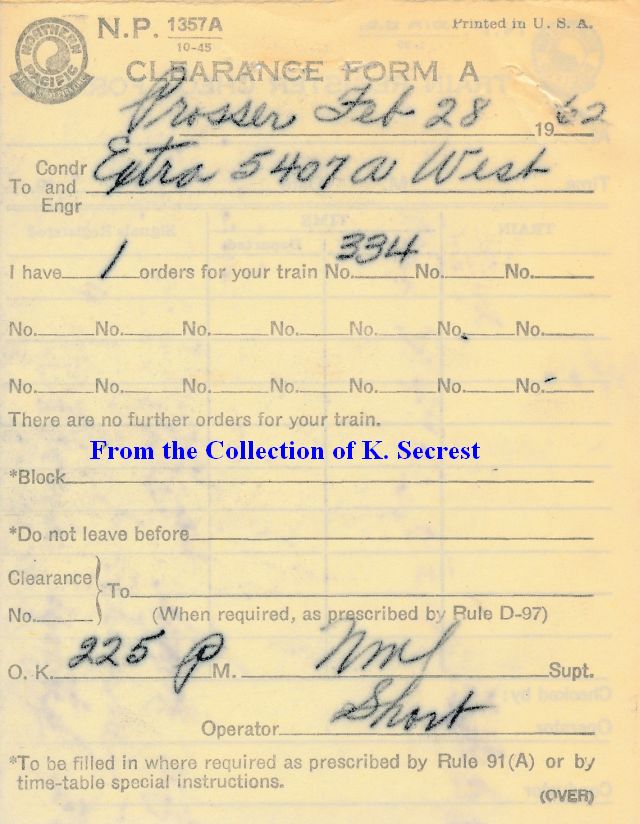 NORTHERN PACIFIC
N.P. 1357A
10-45
Printed in U. S. A.
CLEARANCE FORM A
Prosser Feb 28 1962
Condr
To and Extra 5407A West
Engr
I have 1 orders for your train No. 334 No. No.
No. No. No. No. No. No. No.
No. No. No. No. No. No. No.
There are no further orders for your train.
From the Collection of K. Secrest
*Block
*Do not leave before
Clearance
To
No. (When required, as prescribed by Rule D-97)
O. K. 225 P M. Supt.
Operator Short
*To be filled in where required as prescribed by Rule 91(A) or by
time-table special instructions.
(OVER)